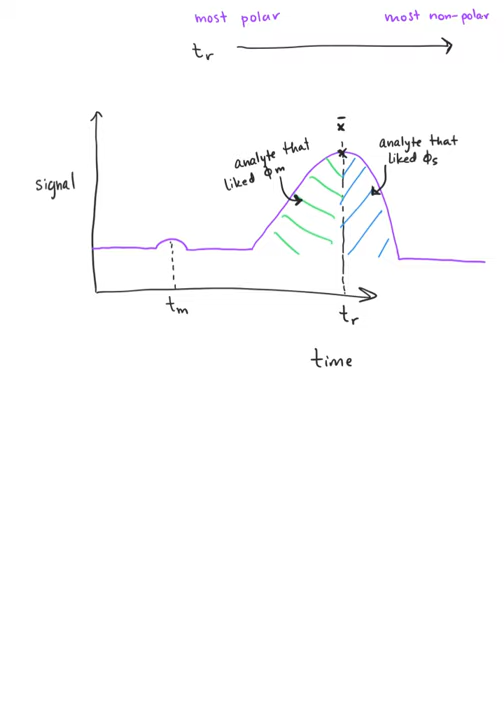 most polar
most non-polar
tr
x̄
analyte that
liked ϕm
analyte that
liked ϕs
signal
tm
tr
time